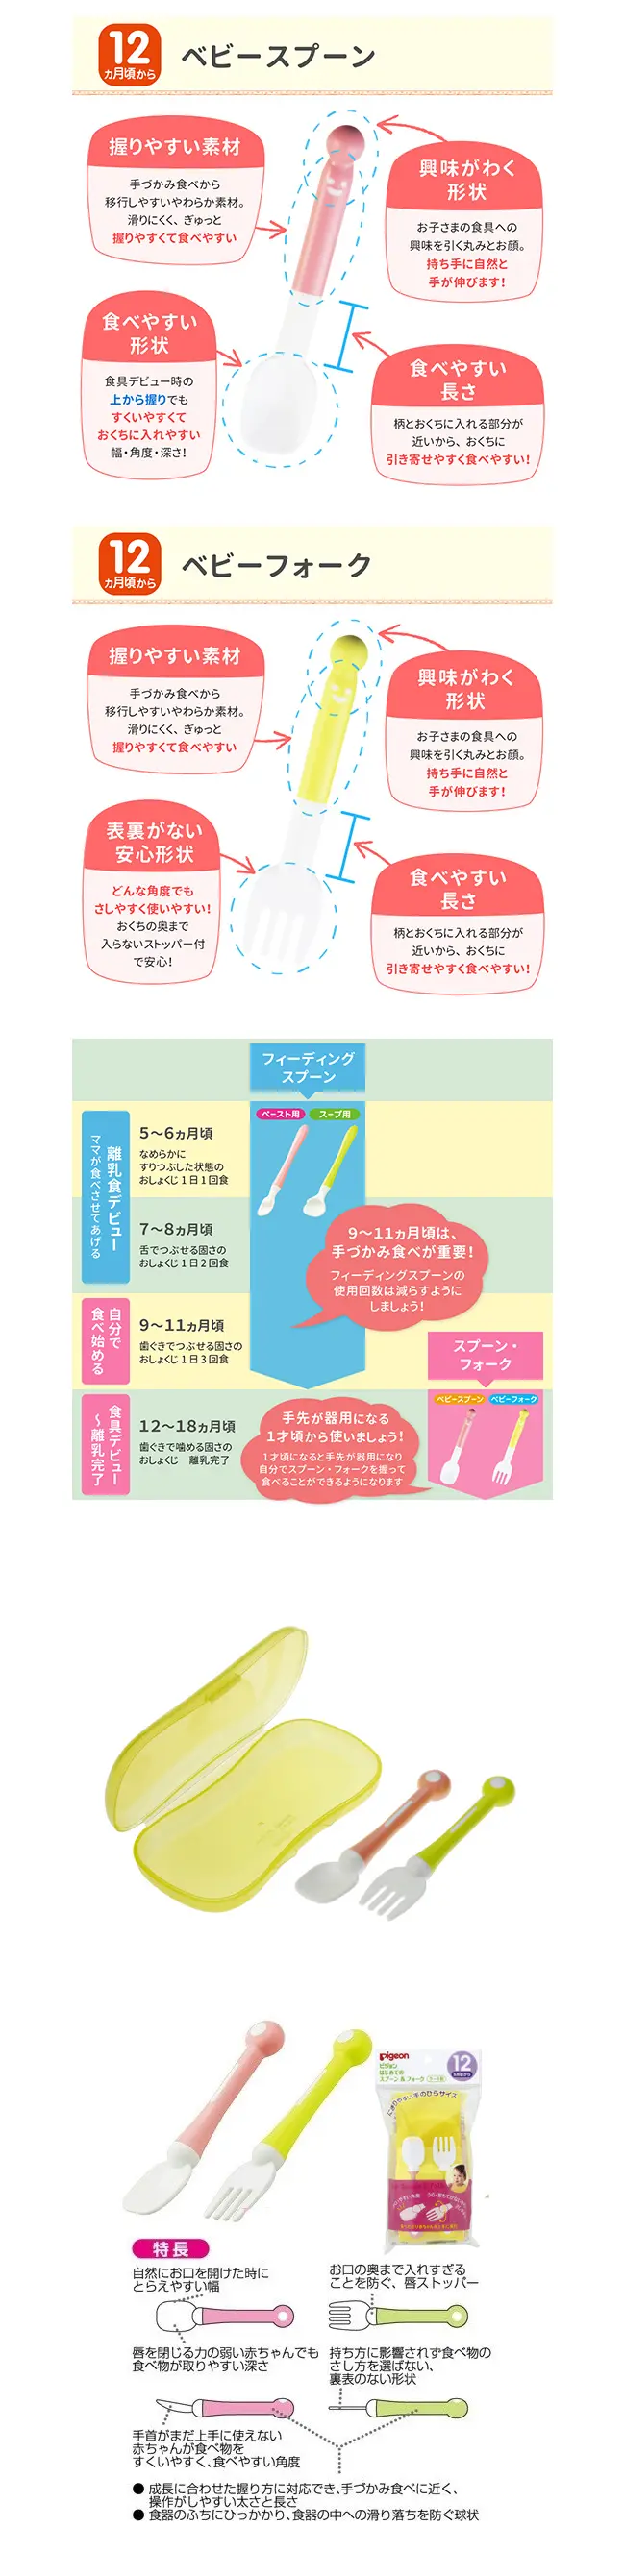 12
カ月頃から
ベビースプーン
握りやすい素材
手づかみ食べから
移行しやすいやわらか素材。
滑りにくく、ぎゅっと
握りやすくて食べやすい
興味がわく
形状
お子さまの食具への
興味を引く丸みとお顔。
持ち手に自然と
手が伸びます!
食べやすい
形状
食具デビュー時の
上から握りでも
すくいやすくて
おくちに入れやすい
幅・角度・深さ!
食べやすい
長さ
柄とおくちに入れる部分が
近いから、おくちに
引き寄せやすく食べやすい!
12
カ月頃から
ベビーフォーク
握りやすい素材
手づかみ食べから
移行しやすいやわらか素材。
滑りにくく、ぎゅっと
握りやすくて食べやすい
興味がわく
形状
お子さまの食具への
興味を引く丸みとお顔。
持ち手に自然と
手が伸びます!
表裏がない
安心形状
どんな角度でも
さしやすく使いやすい!
おくちの奥まで
入らないストッパー付
で安心!
食べやすい
長さ
柄とおくちに入れる部分が
近いから、おくちに
引き寄せやすく食べやすい!
フィーディング
スプーン
ペースト用
スープ用
離乳食デビュー
ママが食べさせてあげる
5〜6ヵ月頃
なめらかに
すりつぶした状態の
おしょくじ1日1回食
7〜8ヵ月頃
舌でつぶせる固さの
おしょくじ1日2回食
9〜11ヵ月頃は、
手づかみ食べが重要!
フィーディングスプーンの
使用回数は減らすように
しましょう!
自分で
食べ始める
9〜11ヵ月頃
歯ぐきでつぶせる固さの
おしょくじ1日3回食
スプーン・
フォーク
ベビースプーン
ベビーフォーク
食具デビュー
〜離乳完了
12〜18ヵ月頃
歯ぐきで噛める固さの
おしょくじ 離乳完了
手先が器用になる
1才頃から使いましょう!
1才頃になると手先が器用になり
自分でスプーン・フォークを握って
食べることができるようになります
Pigeon
ピジョン
はじめての
スプーン&フォーク
12
特長
自然にお口を開けた時に
とらえやすい幅
お口の奥まで入れすぎる
ことを防ぐ、唇ストッパー
唇を閉じる力の弱い赤ちゃんでも
食べ物が取りやすい深さ
持ち方に影響されず食べ物の
さし方を選ばない、
裏表のない形状
手首がまだ上手に使えない
赤ちゃんが食べ物を
すくいやすく、食べやすい角度
● 成長に合わせた握り方に対応でき、手づかみ食べに近く、
操作がしやすい太さと長さ
● 食器のふちにひっかかり、食器の中への滑り落ちを防ぐ球状